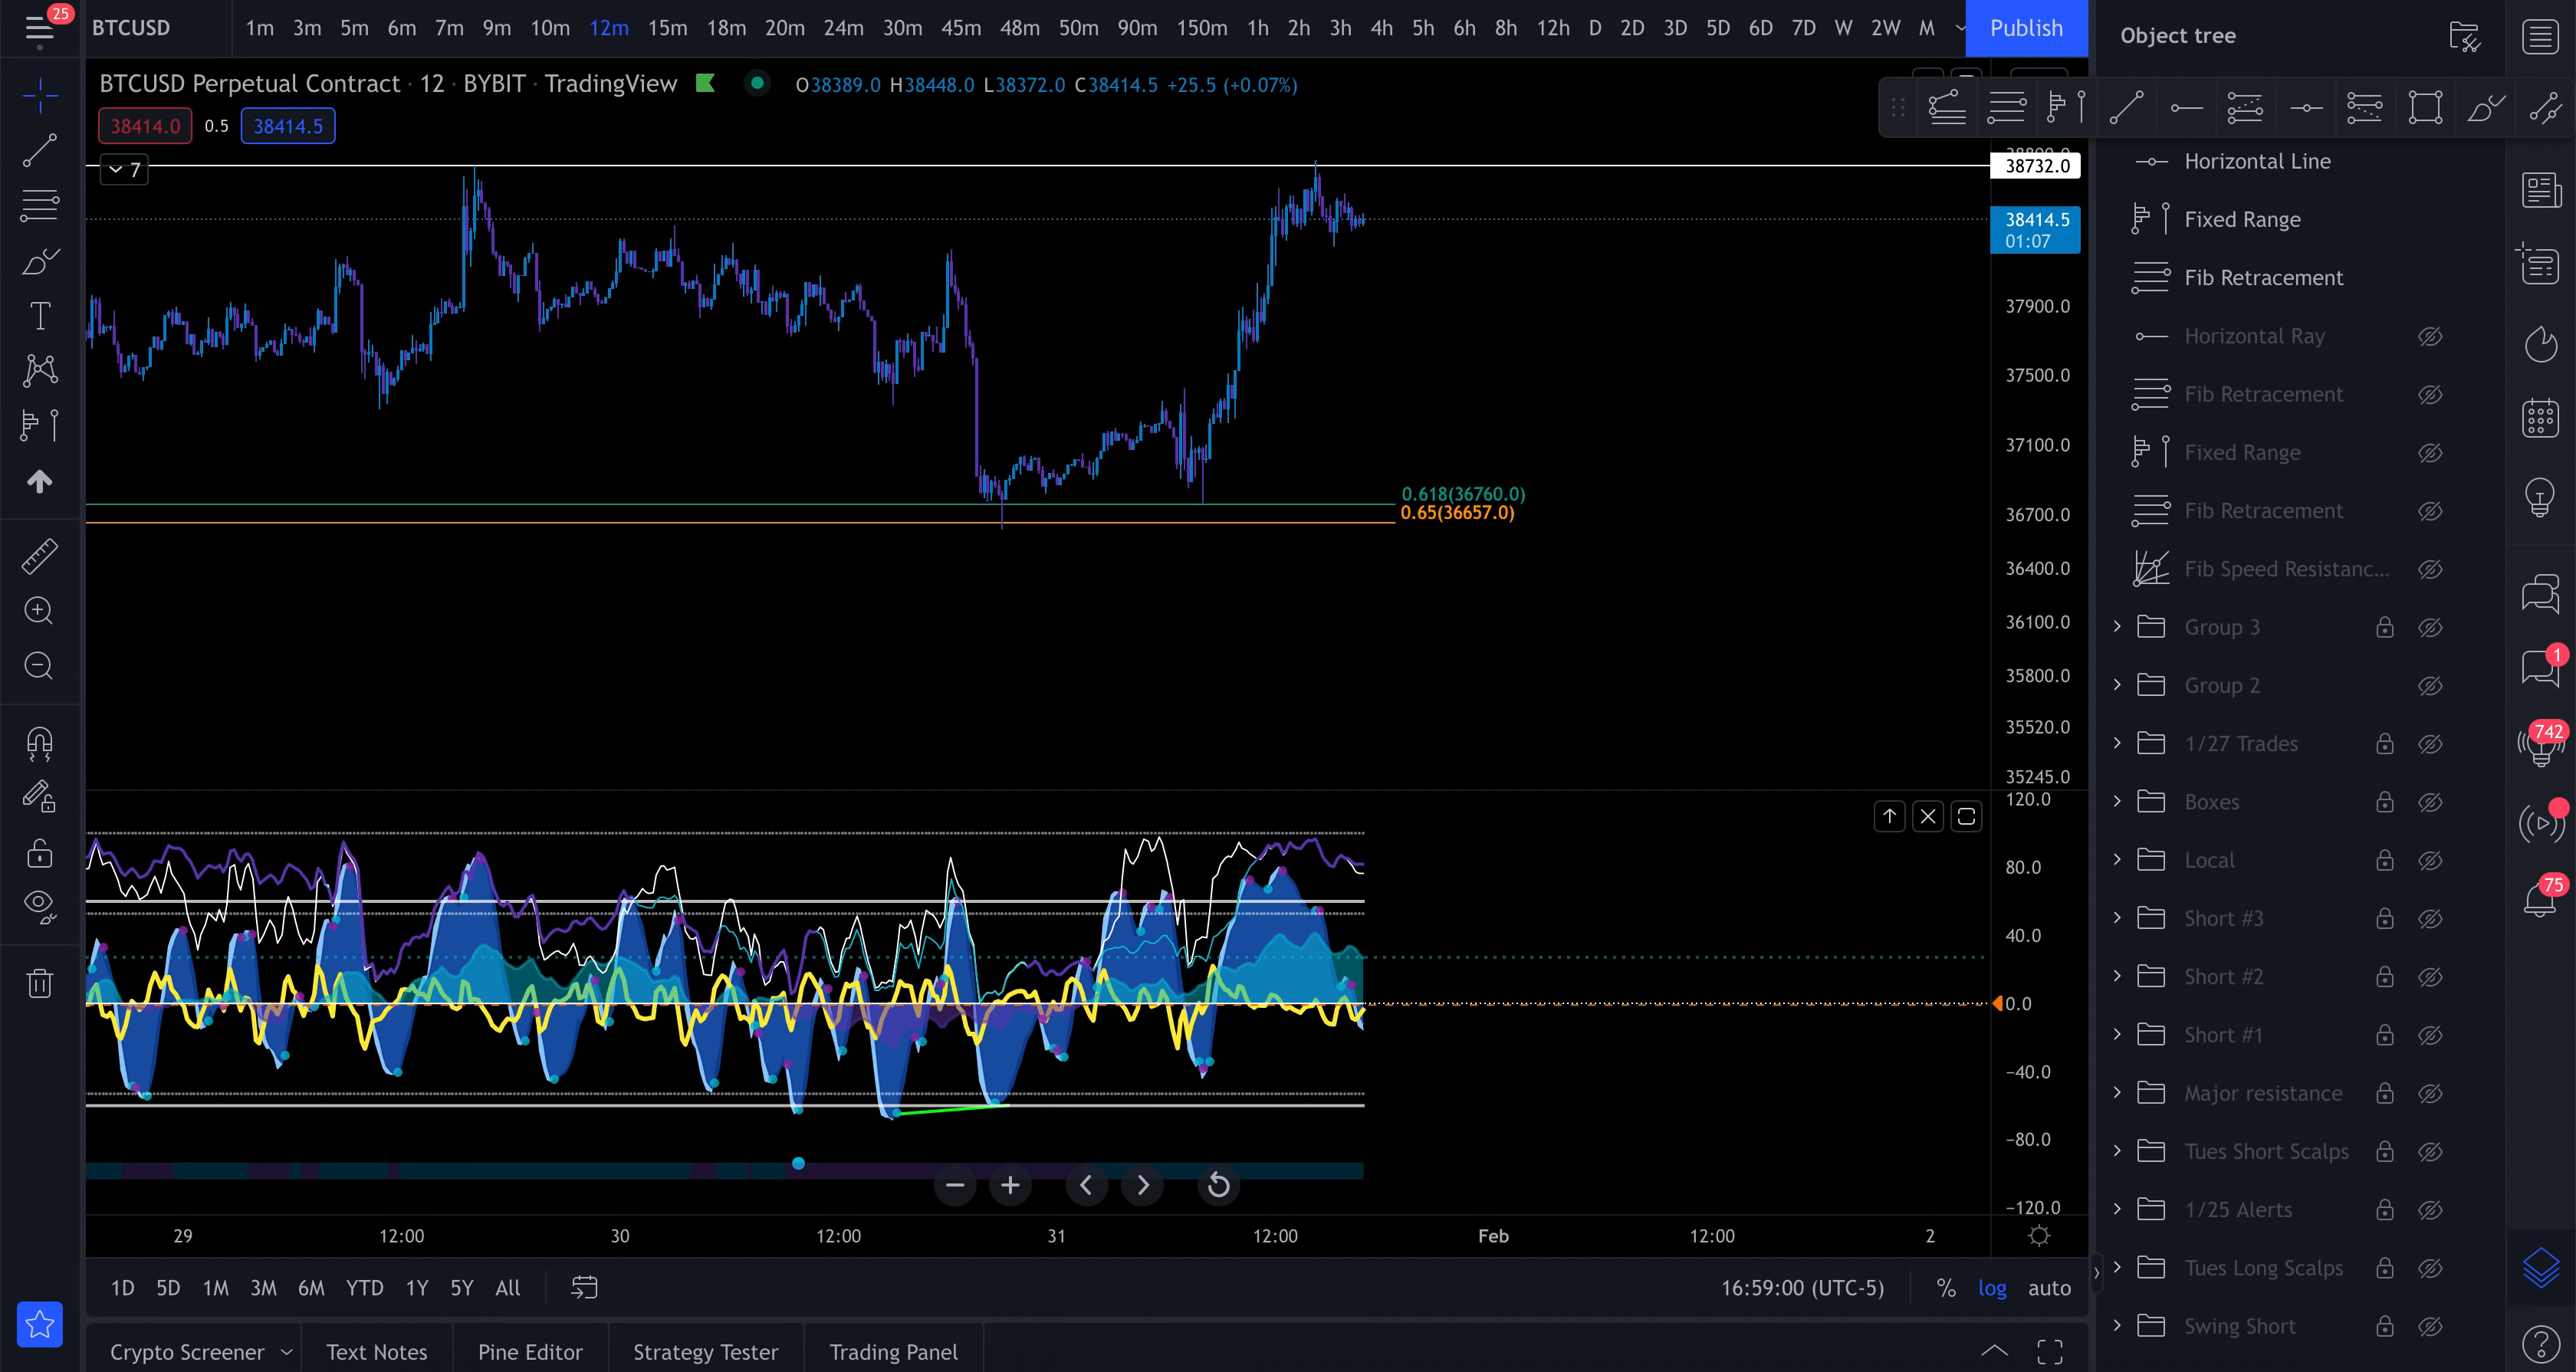 25
BTCUSD
1m 3m 5m 6m 7m 9m 10m 12m 15m 18m 20m 24m 30m 45m 48m 50m 90m 150m 1h 2h 3h 4h 5h 6h 8h 12h D 2D 3D 5D 6D 7D W 2W M
Publish
BTCUSD Perpetual Contract · 12 · BYBIT · TradingView
O38389.0 H38448.0 L38372.0 C38414.5 +25.5 (+0.07%)
38414.0 0.5 38414.5
7
0.618(36760.0)
0.65(36657.0)
38800.0
38732.0
38414.5
01:07
37900.0
37500.0
37100.0
36700.0
36400.0
36100.0
35800.0
35520.0
35245.0
120.0
80.0
40.0
0.0
−40.0
−80.0
−120.0
29 12:00 30 12:00 31 12:00 Feb 12:00 2
1D 5D 1M 3M 6M YTD 1Y 5Y All
16:59:00 (UTC-5) % log auto
Crypto Screener Text Notes Pine Editor Strategy Tester Trading Panel
Object tree
Horizontal Line
Fixed Range
Fib Retracement
Horizontal Ray
Fib Retracement
Fixed Range
Fib Retracement
Fib Speed Resistanc...
Group 3
Group 2
1/27 Trades
Boxes
Local
Short #3
Short #2
Short #1
Major resistance
Tues Short Scalps
1/25 Alerts
Tues Long Scalps
Swing Short
1
742
75